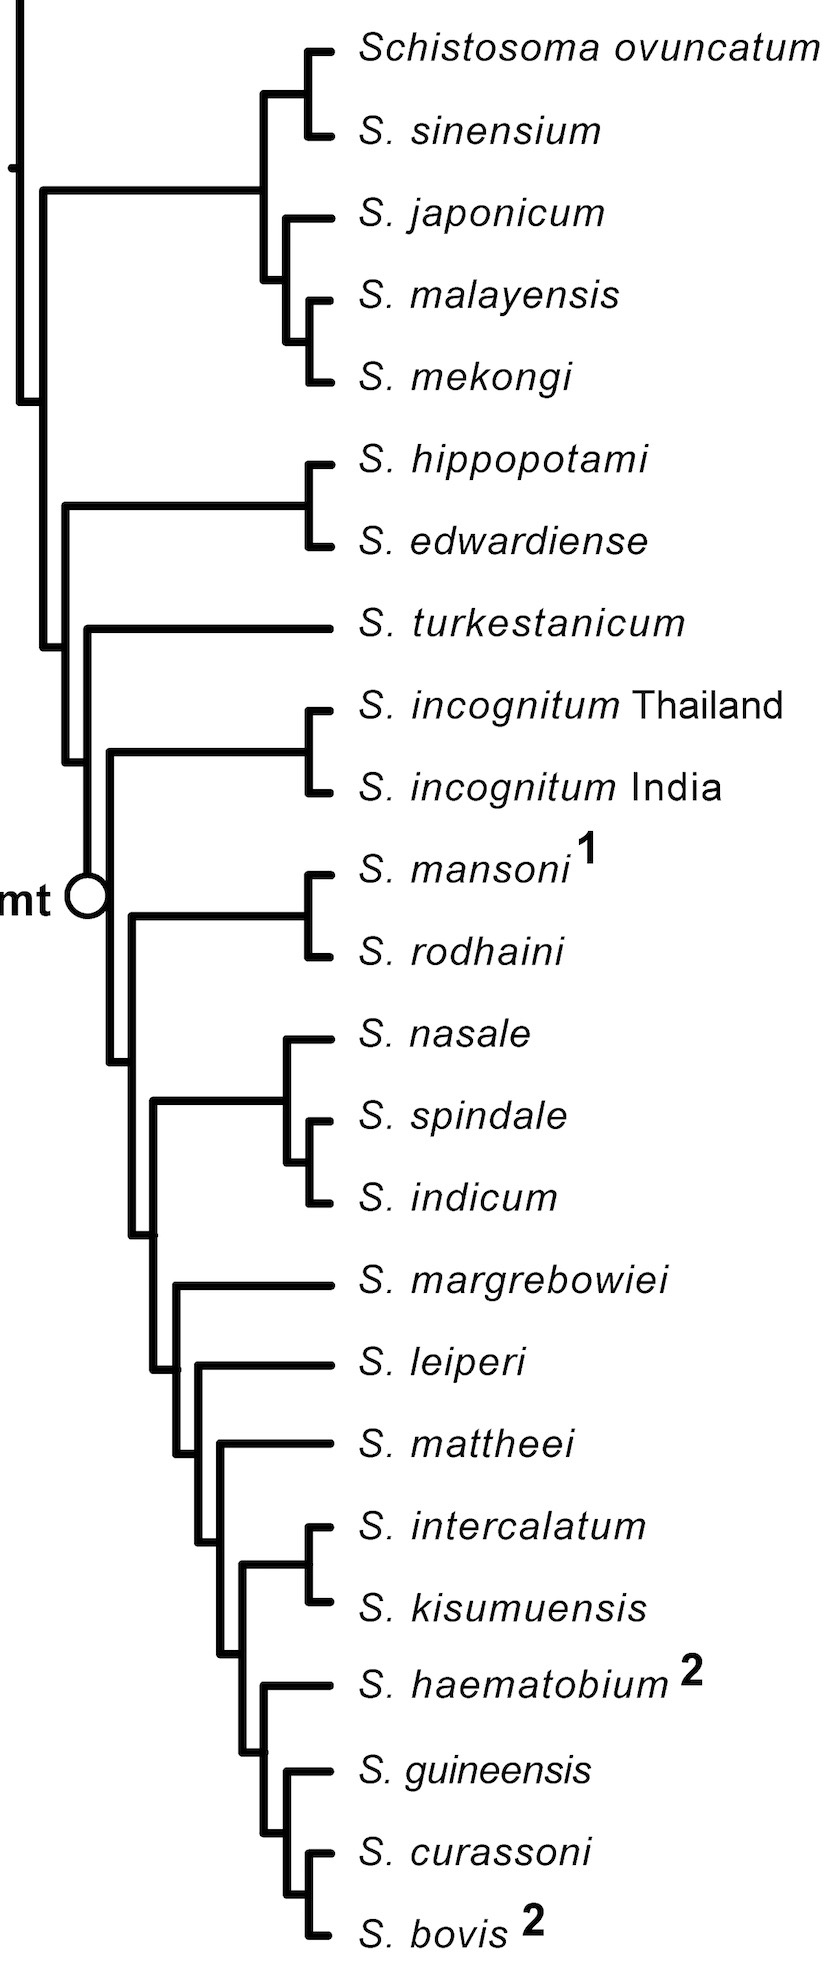 Schistosoma ovuncatum
S. sinensium
S. japonicum
S. malayensis
S. mekongi
S. hippopotami
S. edwardiense
S. turkestanicum
S. incognitum Thailand
S. incognitum India
S. mansoni 1
mt
S. rodhaini
S. nasale
S. spindale
S. indicum
S. margrebowiei
S. leiperi
S. mattheei
S. intercalatum
S. kisumuensis
S. haematobium 2
S. guineensis
S. curassoni
S. bovis 2